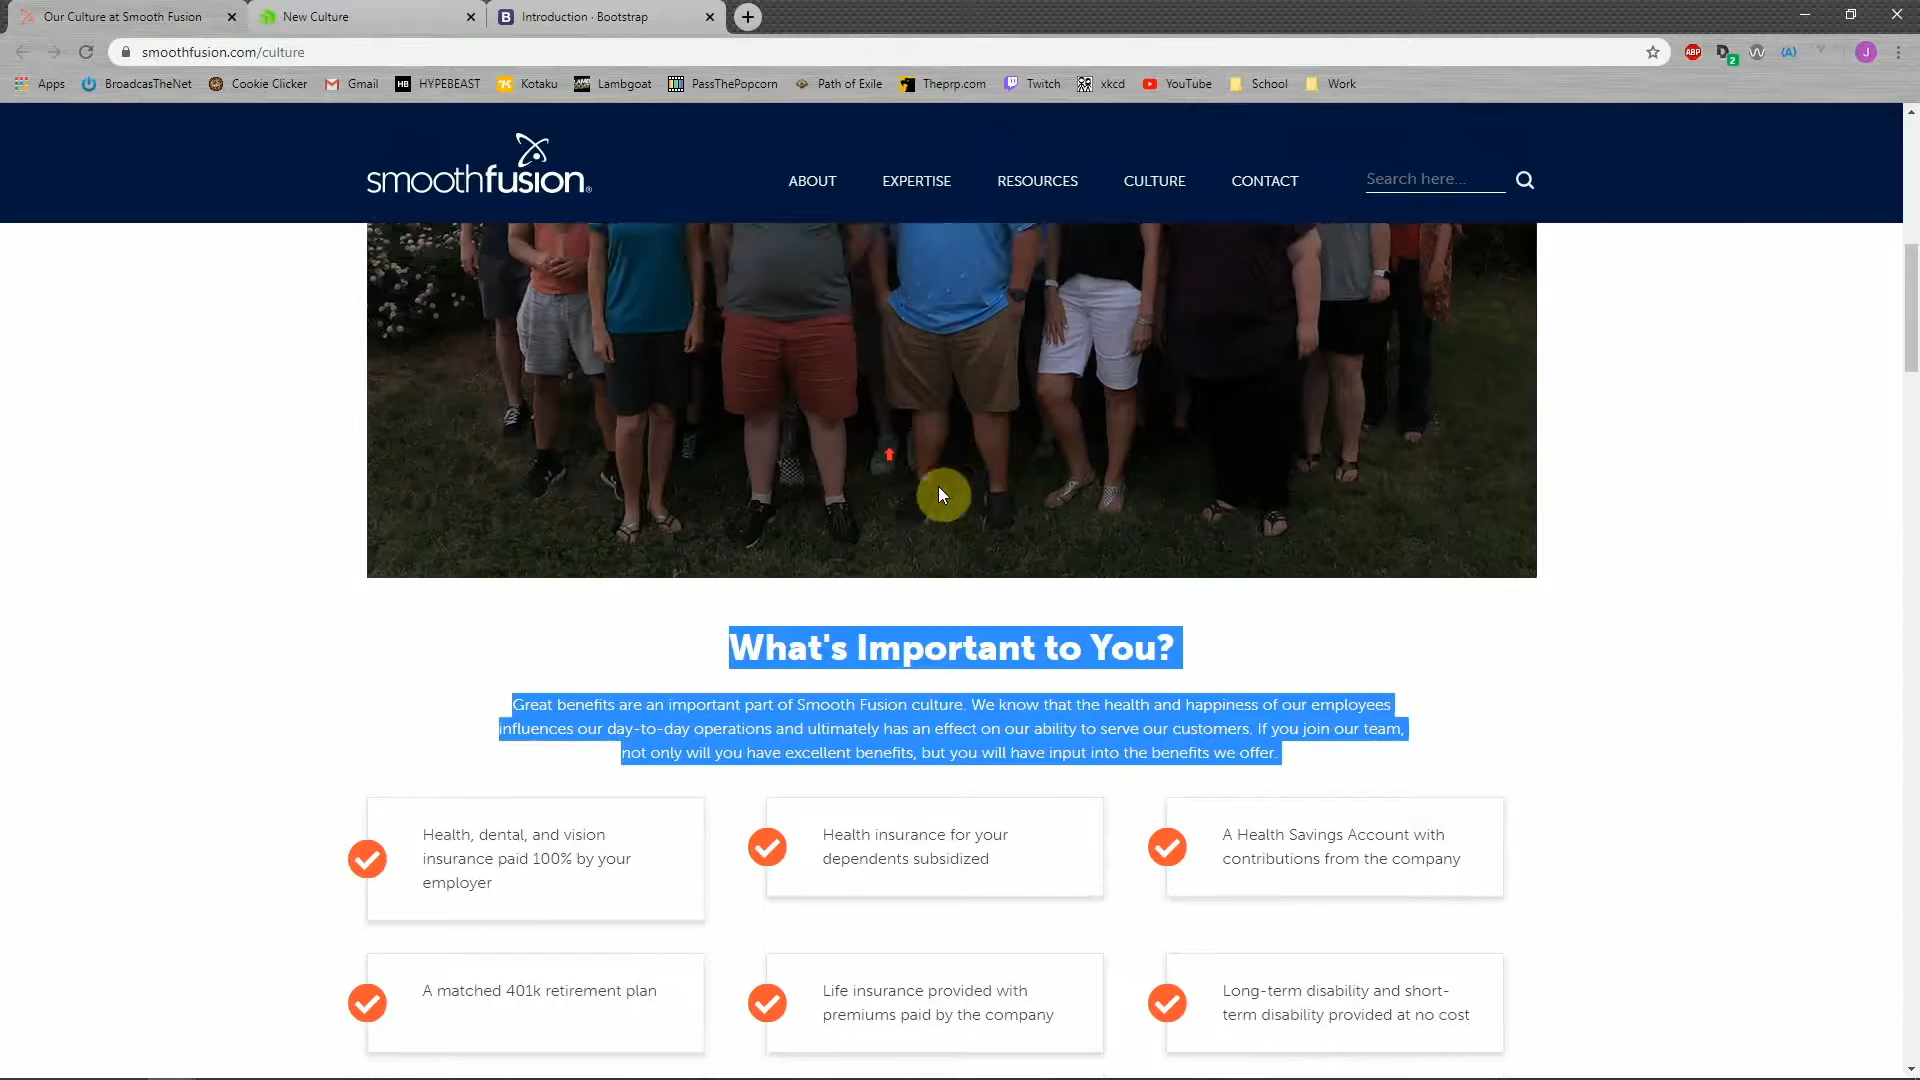 Our Culture at Smooth Fusion
New Culture
B Introduction · Bootstrap
smoothfusion.com/culture
ABP
2
W
(A)
J
Apps
BroadcasTheNet
Cookie Clicker
Gmail
HB HYPEBEAST
Kotaku
Lambgoat
PassThePopcorn
Path of Exile
Theprp.com
Twitch
xkcd
YouTube
School
Work
smoothfusion®
ABOUT
EXPERTISE
RESOURCES
CULTURE
CONTACT
Search here...
What's Important to You?
Great benefits are an important part of Smooth Fusion culture. We know that the health and happiness of our employees
influences our day-to-day operations and ultimately has an effect on our ability to serve our customers. If you join our team,
not only will you have excellent benefits, but you will have input into the benefits we offer.
Health, dental, and vision
insurance paid 100% by your
employer
Health insurance for your
dependents subsidized
A Health Savings Account with
contributions from the company
A matched 401k retirement plan
Life insurance provided with
premiums paid by the company
Long-term disability and short-
term disability provided at no cost